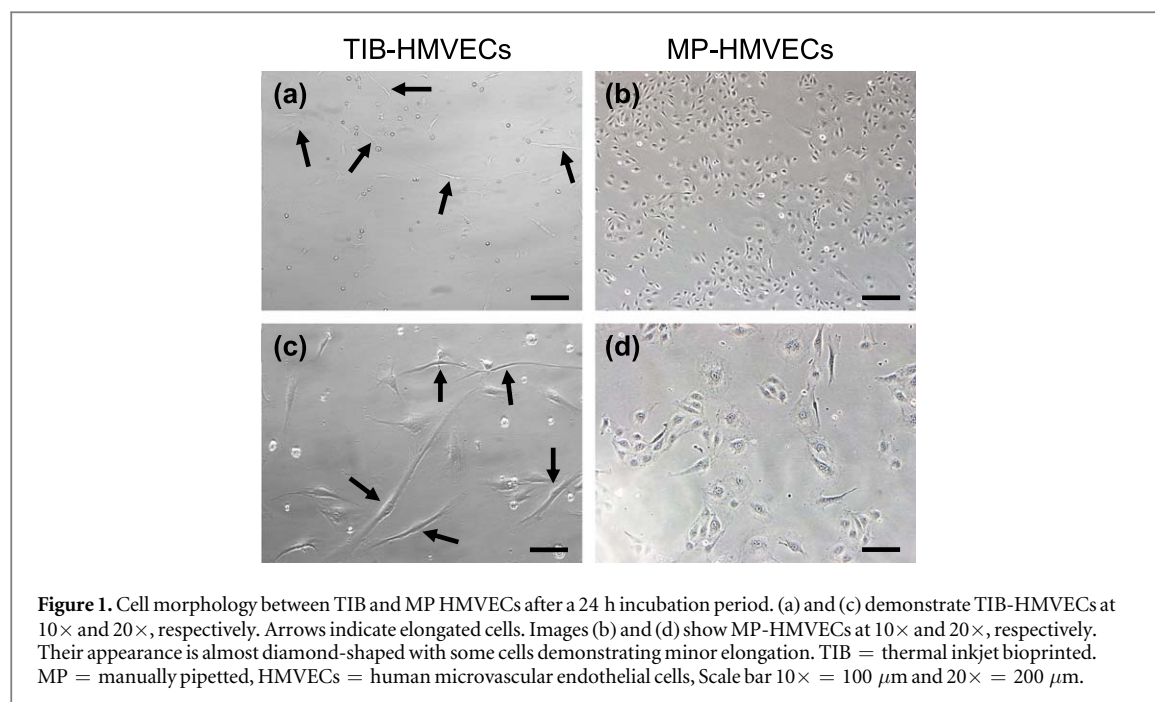 TIB-HMVECs MP-HMVECs
(a) (b)
(c) (d)
Figure 1. Cell morphology between TIB and MP HMVECs after a 24 h incubation period. (a) and (c) demonstrate TIB-HMVECs at
10× and 20×, respectively. Arrows indicate elongated cells. Images (b) and (d) show MP-HMVECs at 10× and 20×, respectively.
Their appearance is almost diamond-shaped with some cells demonstrating minor elongation. TIB = thermal inkjet bioprinted.
MP = manually pipetted, HMVECs = human microvascular endothelial cells, Scale bar 10× = 100 μm and 20× = 200 μm.